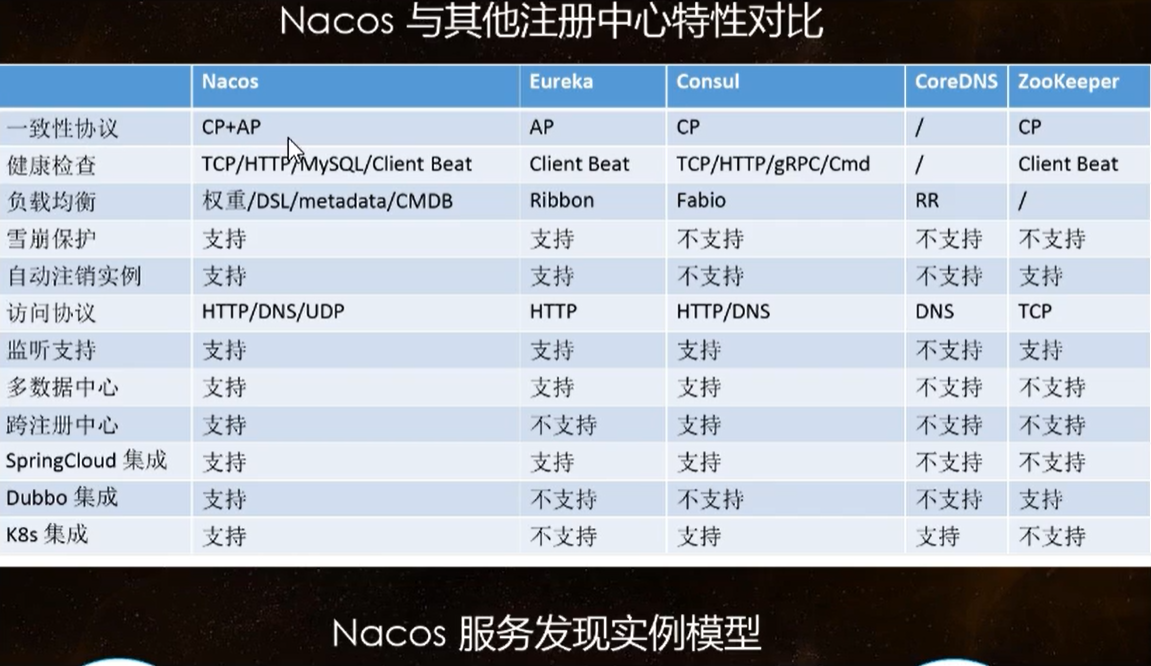 Nacos 与其他注册中心特性对比
Nacos Eureka Consul CoreDNS ZooKeeper
一致性协议 CP+AP AP CP / CP
健康检查 TCP/HTTP/MySQL/Client Beat Client Beat TCP/HTTP/gRPC/Cmd / Client Beat
负载均衡 权重/DSL/metadata/CMDB Ribbon Fabio RR /
雪崩保护 支持 支持 不支持 不支持 不支持
自动注销实例 支持 支持 不支持 不支持 支持
访问协议 HTTP/DNS/UDP HTTP HTTP/DNS DNS TCP
监听支持 支持 支持 支持 不支持 支持
多数据中心 支持 支持 支持 不支持 不支持
跨注册中心 支持 不支持 支持 不支持 不支持
SpringCloud 集成 支持 支持 支持 不支持 不支持
Dubbo 集成 支持 不支持 不支持 不支持 支持
K8s 集成 支持 不支持 支持 支持 不支持
Nacos 服务发现实例模型